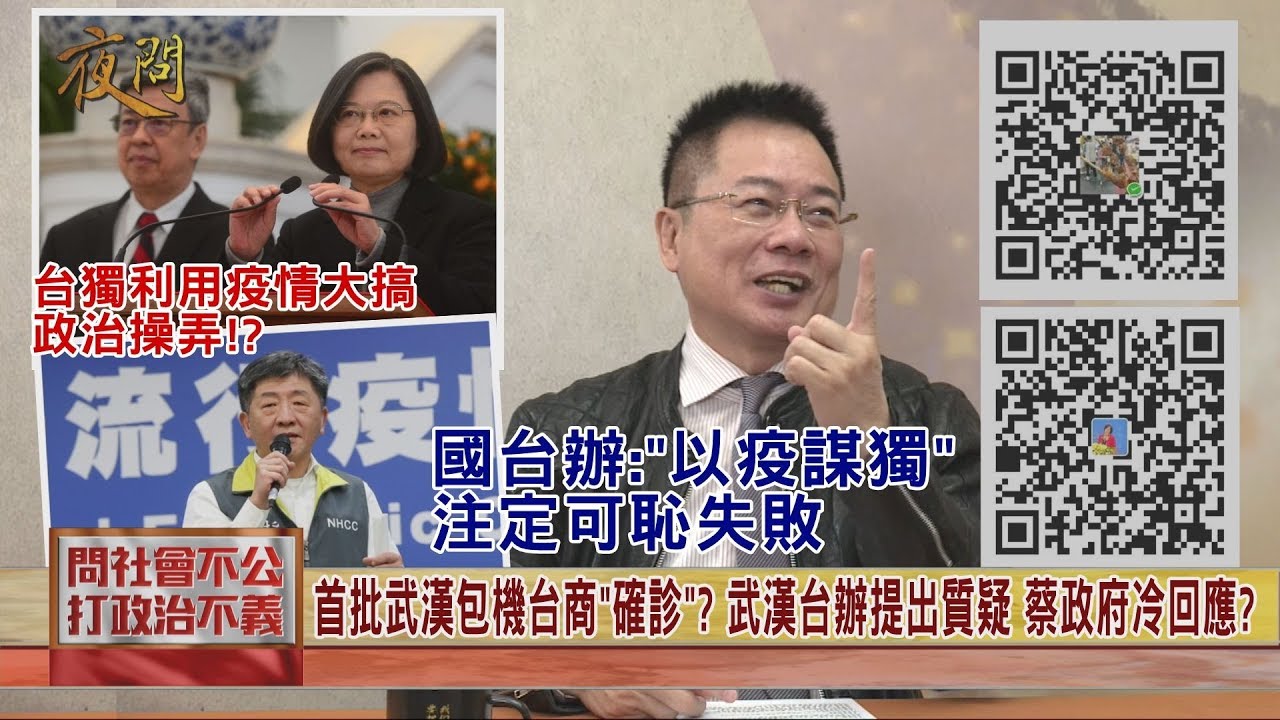 夜問
台獨利用疫情大搞
政治操弄!?
流行疫情
NHCC
國台辦:"以疫謀獨"
注定可恥失敗
問社會不公
打政治不義
首批武漢包機台商"確診"? 武漢台辦提出質疑 蔡政府冷回應?